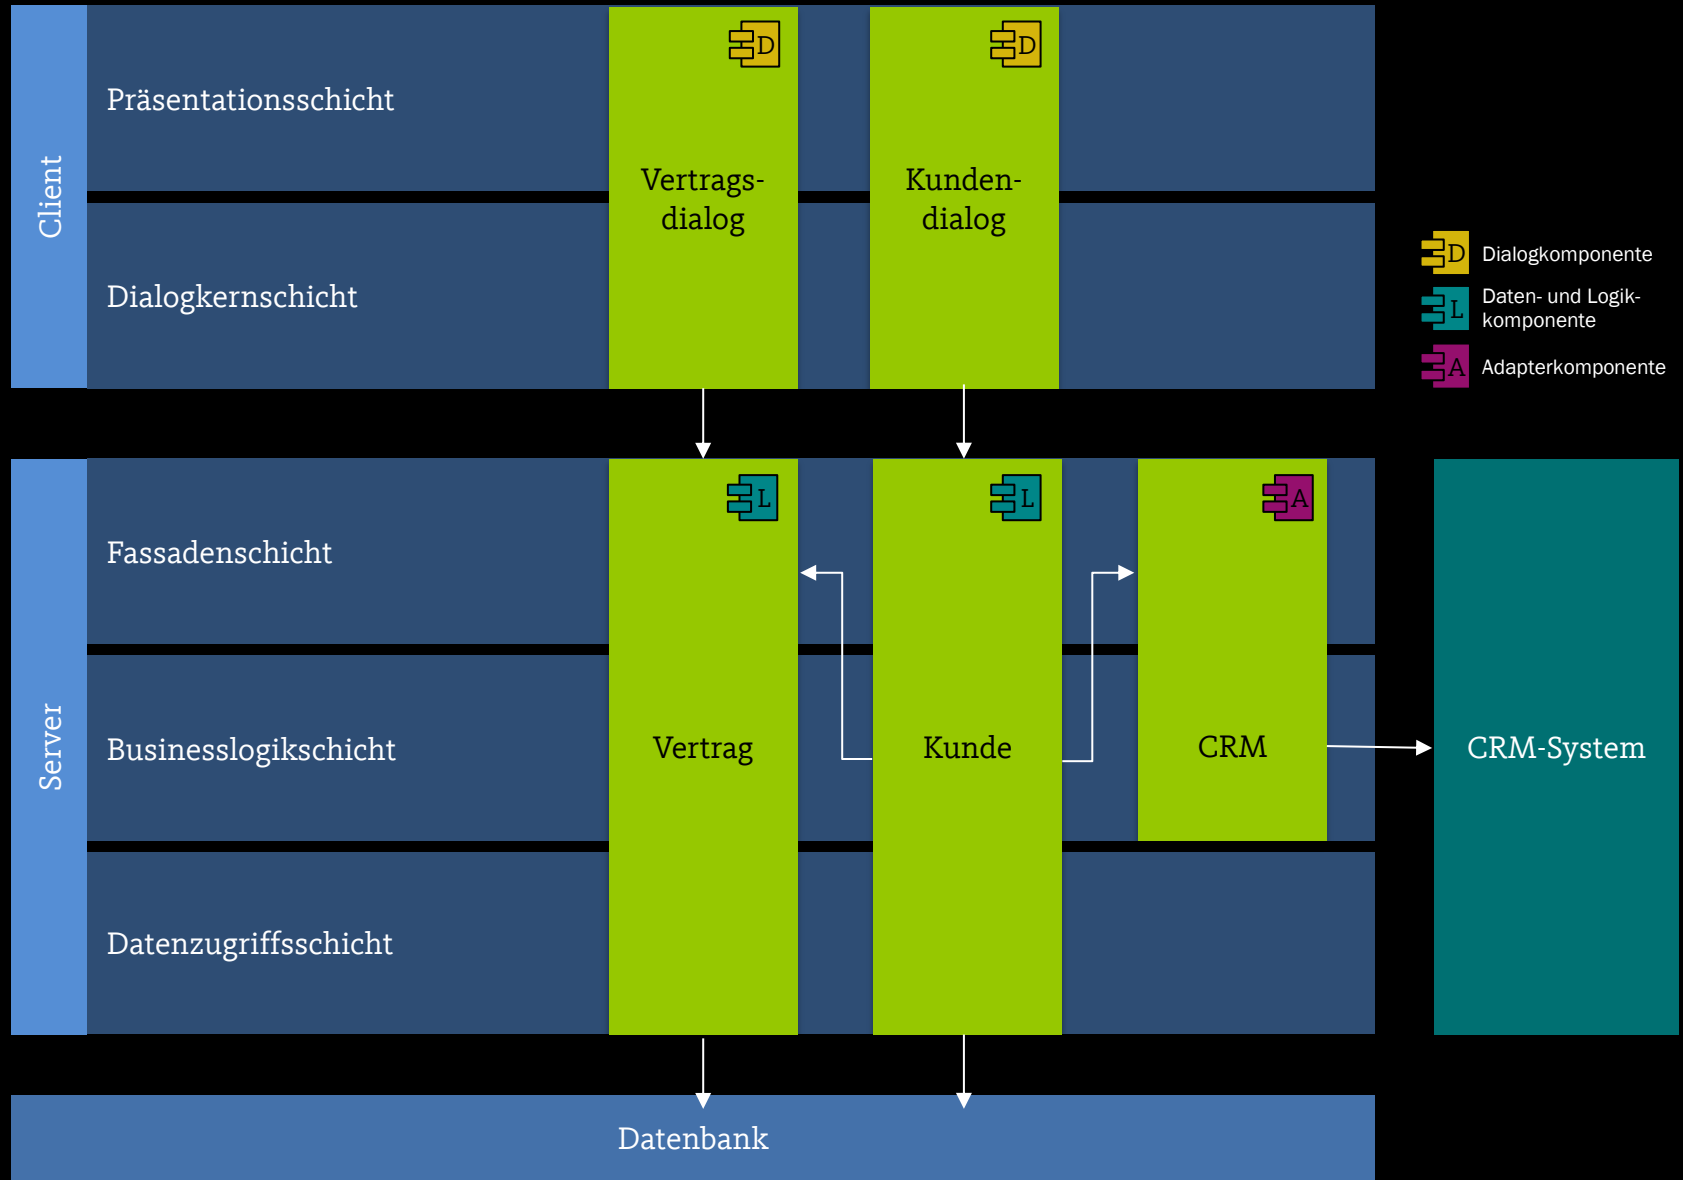 D
D
Präsentationsschicht
Client
Vertrags-
dialog
Kunden-
dialog
Dialogkernschicht
D Dialogkomponente
L Daten- und Logik-
komponente
A Adapterkomponente
L
L
A
Fassadenschicht
Server
Businesslogikschicht
Vertrag
Kunde
CRM
CRM-System
Datenzugriffsschicht
Datenbank